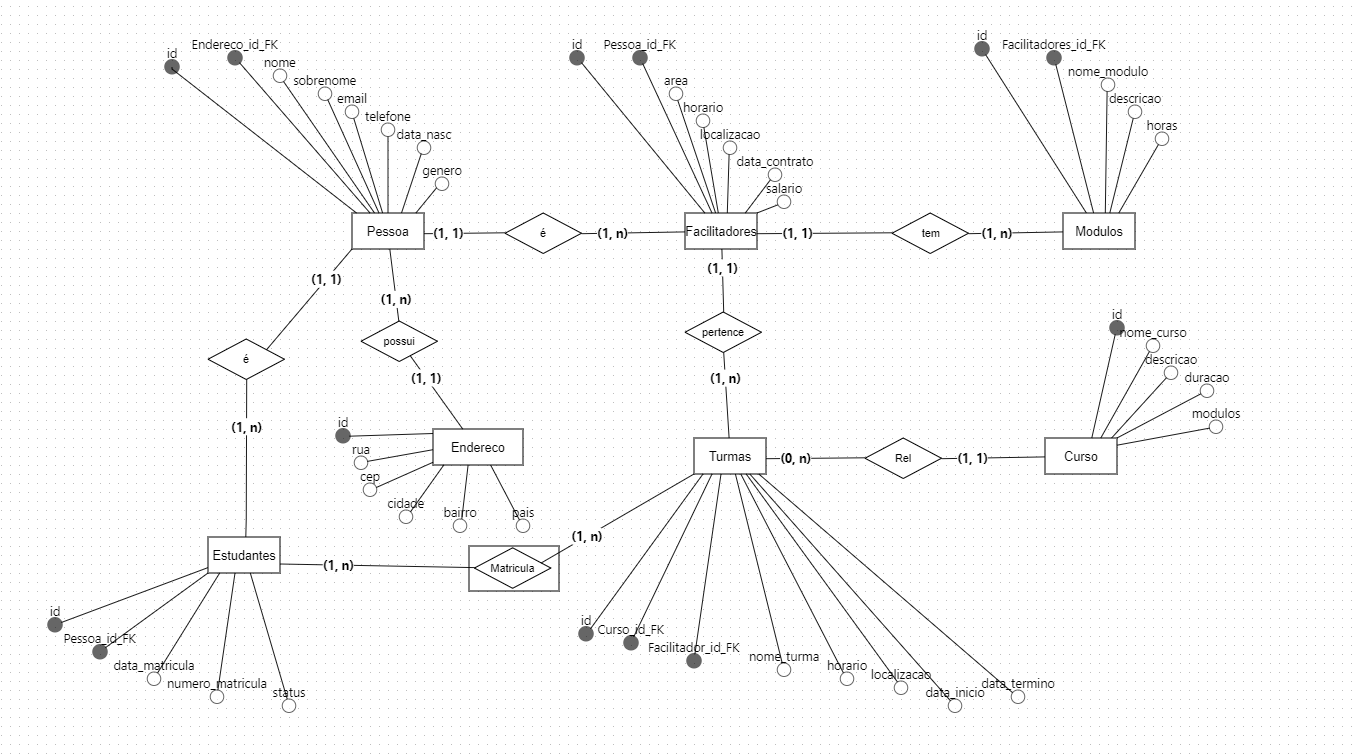 id
Endereco_id_FK
nome
sobrenome
email
telefone
data_nasc
genero
Pessoa
(1, 1)
é
(1, n)
id
Pessoa_id_FK
area
horario
localizacao
data_contrato
salario
Facilitadores
(1, 1)
tem
(1, n)
id
Facilitadores_id_FK
nome_modulo
descricao
horas
Modulos
(1, 1)
é
(1, n)
(1, n)
possui
(1, 1)
(1, 1)
pertence
(1, n)
id
rua
cep
cidade
bairro
pais
Endereco
id
nome_curso
descricao
duracao
modulos
Curso
Turmas
(0, n)
Rel
(1, 1)
Estudantes
(1, n)
Matricula
(1, n)
id
Pessoa_id_FK
data_matricula
numero_matricula
status
id
Curso_id_FK
Facilitador_id_FK
nome_turma
horario
localizacao
data_inicio
data_termino